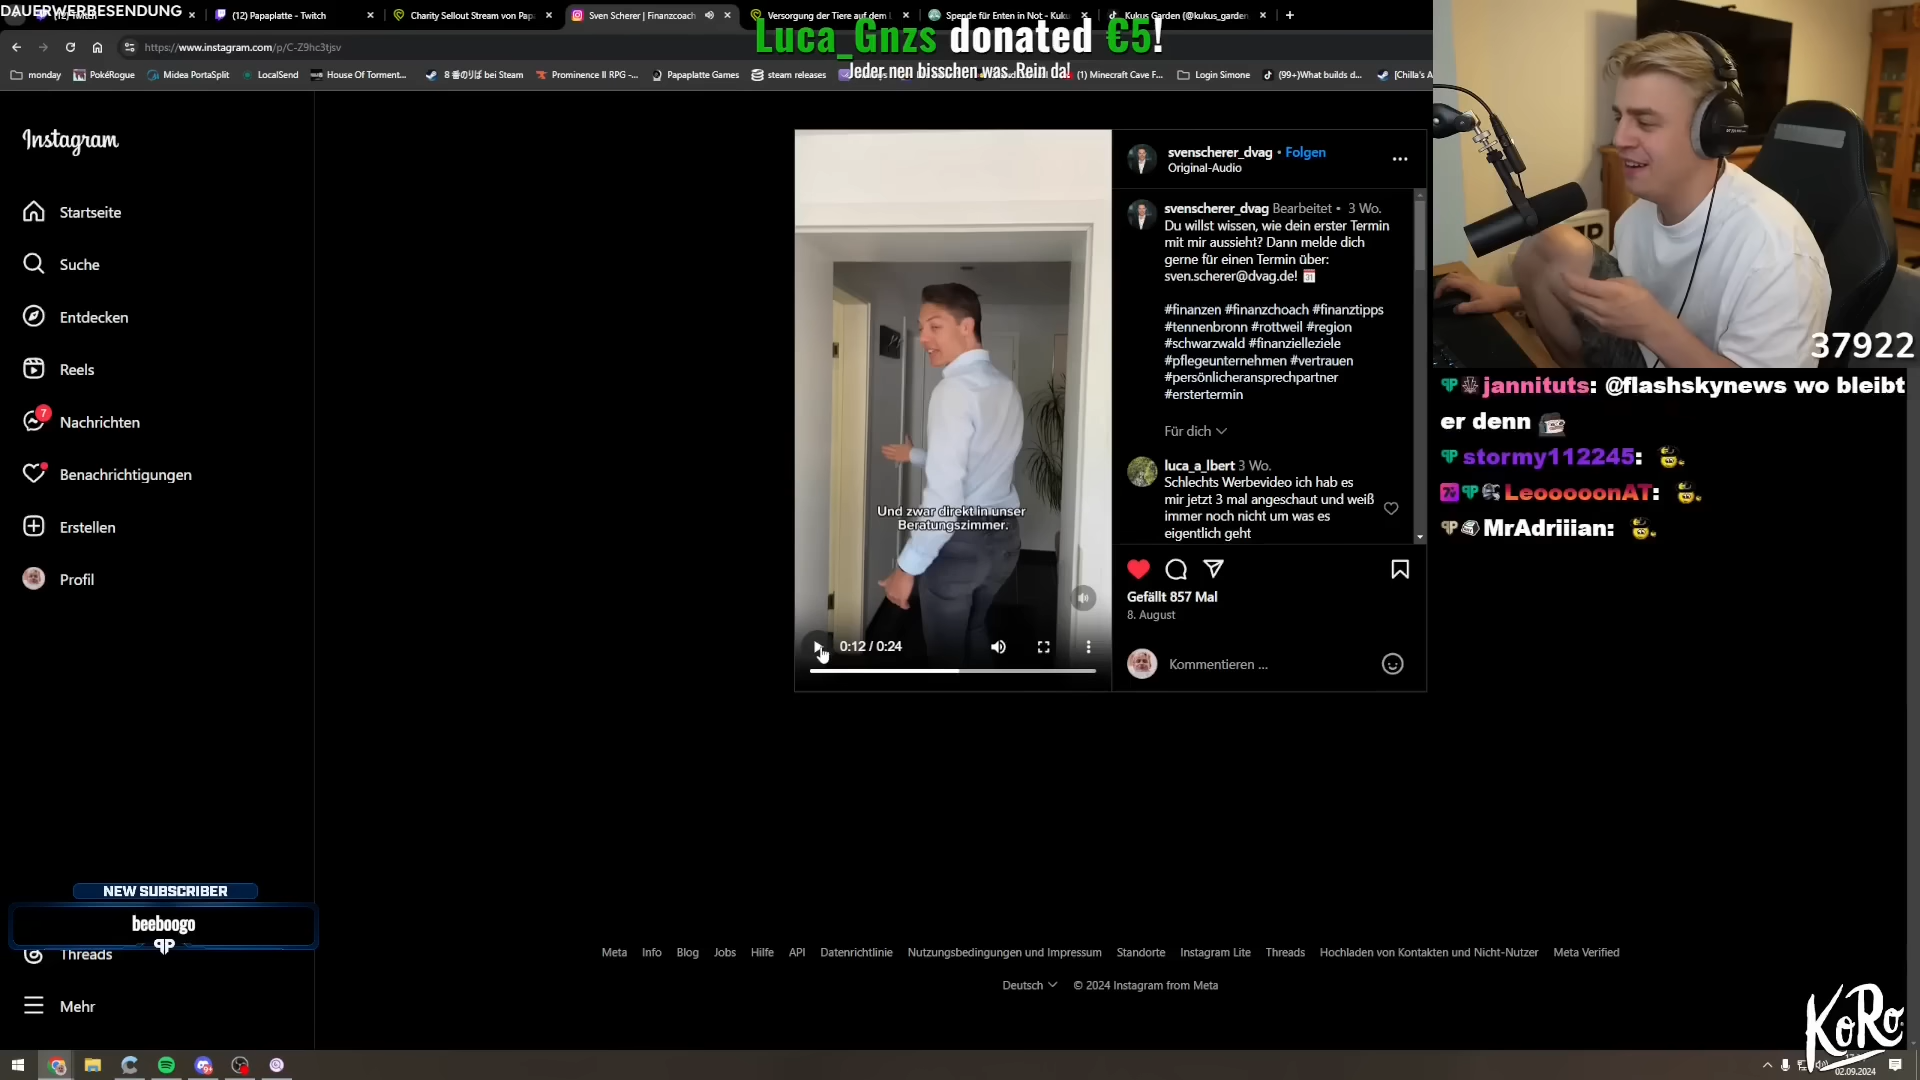 DAUERWERBESENDUNG
(12) Papaplatte - Twitch
Charity Sellout Stream von Pap
Sven Scherer | Finanzcoach
Versorgung der Tiere auf dem
Spende für Enten in Not - Kuku
Kukus Garden (@kukus_garden
Luca_Gnzs donated €5!
Jeder nen bisschen was. Rein da!
https://www.instagram.com/p/C-Z9hc3tjsv
monday
PokéRogue
Midea PortaSplit
LocalSend
House Of Torment...
8番のりば bei Steam
Prominence II RPG -...
Papaplatte Games
steam releases
(1) Minecraft Cave F...
Login Simone
(99+)What builds d...
[Chilla's A
Instagram
Startseite
Suche
Entdecken
Reels
7
Nachrichten
Benachrichtigungen
Erstellen
Profil
NEW SUBSCRIBER
beeboogo
Threads
Mehr
Und zwar direkt in unser
Beratungszimmer.
0:12 / 0:24
svenscherer_dvag • Folgen
Original-Audio
svenscherer_dvag Bearbeitet • 3 Wo.
Du willst wissen, wie dein erster Termin
mit mir aussieht? Dann melde dich
gerne für einen Termin über:
sven.scherer@dvag.de! 📅
#finanzen #finanzchoach #finanztipps
#tennenbronn #rottweil #region
#schwarzwald #finanzielleziele
#pflegeunternehmen #vertrauen
#persönlicheransprechpartner
#erstertermin
Für dich
luca_a_lbert 3 Wo.
Schlechts Werbevideo ich hab es
mir jetzt 3 mal angeschaut und weiß
immer noch nicht um was es
eigentlich geht
Gefällt 857 Mal
8. August
Kommentieren ...
37922
jannituts: @flashskynews wo bleibt
er denn
stormy112245:
LeoooooonAT:
MrAdriiian:
Meta Info Blog Jobs Hilfe API Datenrichtlinie Nutzungsbedingungen und Impressum Standorte Instagram Lite Threads Hochladen von Kontakten und Nicht-Nutzer Meta Verified
Deutsch © 2024 Instagram from Meta
KoRo
02.09.2024